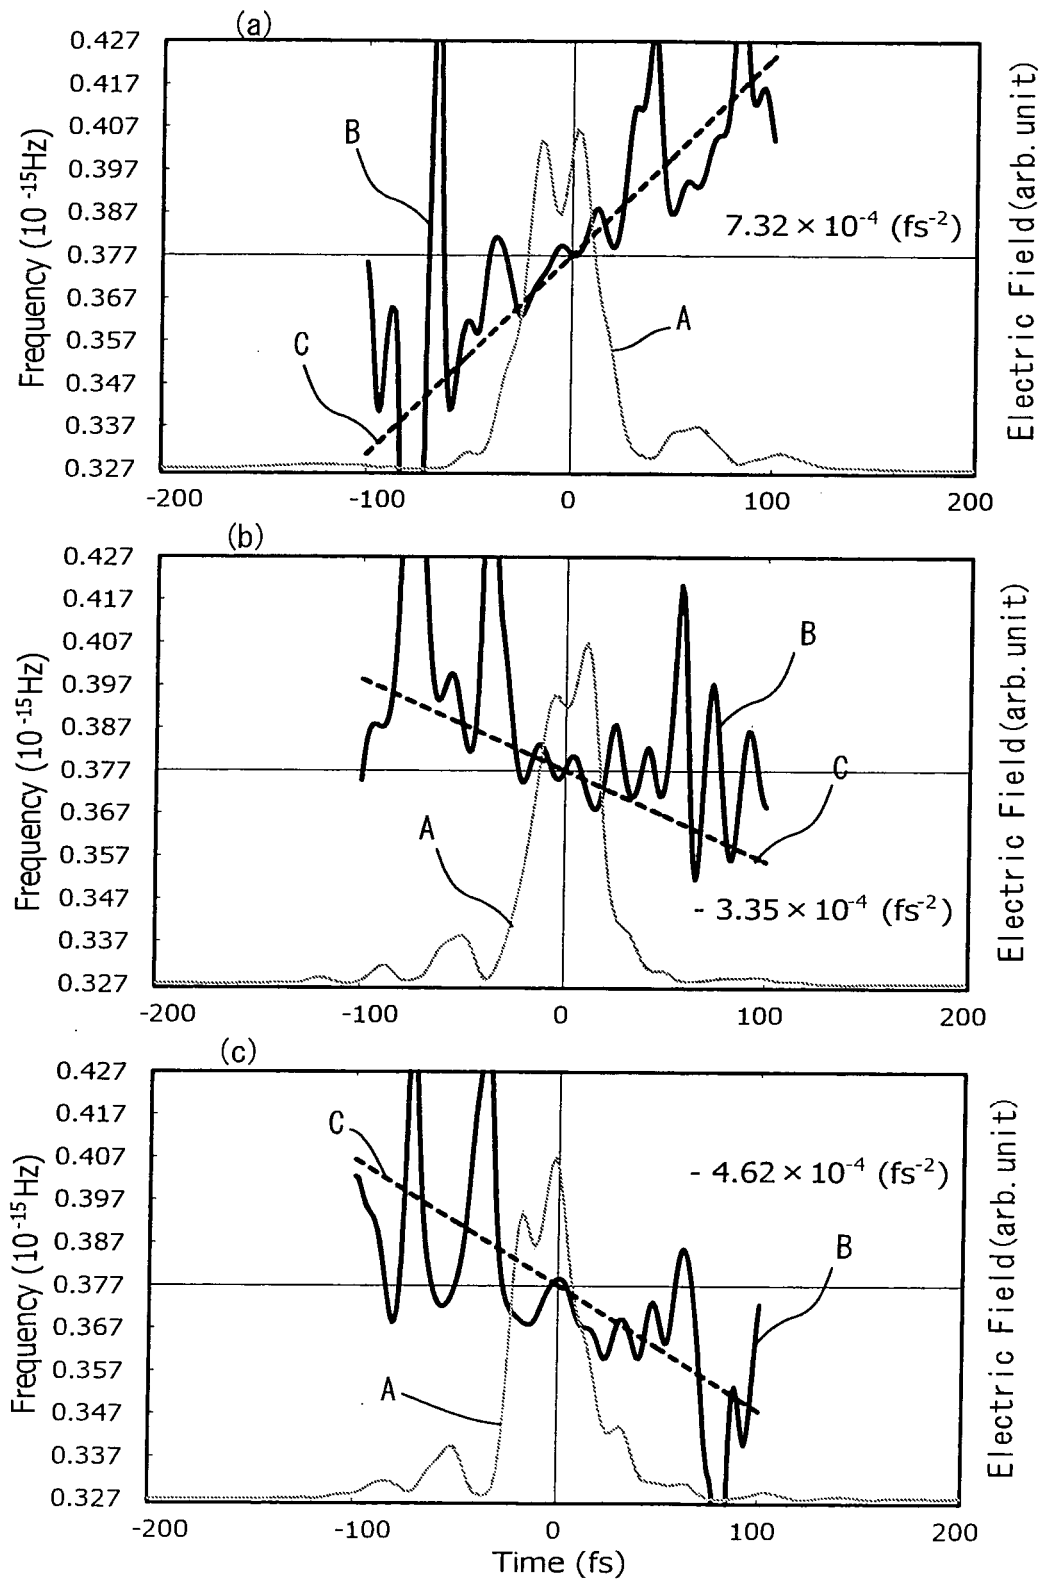 (a)
Frequency (10⁻¹⁵Hz)
0.427
0.417
0.407
0.397
0.387
0.377
0.367
0.357
0.347
0.337
0.327
B
C
A
7.32×10⁻⁴ (fs⁻²)
Electric Field(arb.unit)
-200 -100 0 100 200
(b)
Frequency (10⁻¹⁵Hz)
0.427
0.417
0.407
0.397
0.387
0.377
0.367
0.357
0.347
0.337
0.327
B
C
A
- 3.35×10⁻⁴ (fs⁻²)
Electric Field(arb.unit)
-200 -100 0 100 200
(c)
Frequency (10⁻¹⁵Hz)
0.427
0.417
0.407
0.397
0.387
0.377
0.367
0.357
0.347
0.337
0.327
C
- 4.62×10⁻⁴ (fs⁻²)
B
A
Electric Field(arb.unit)
-200 -100 0 100 200
Time (fs)